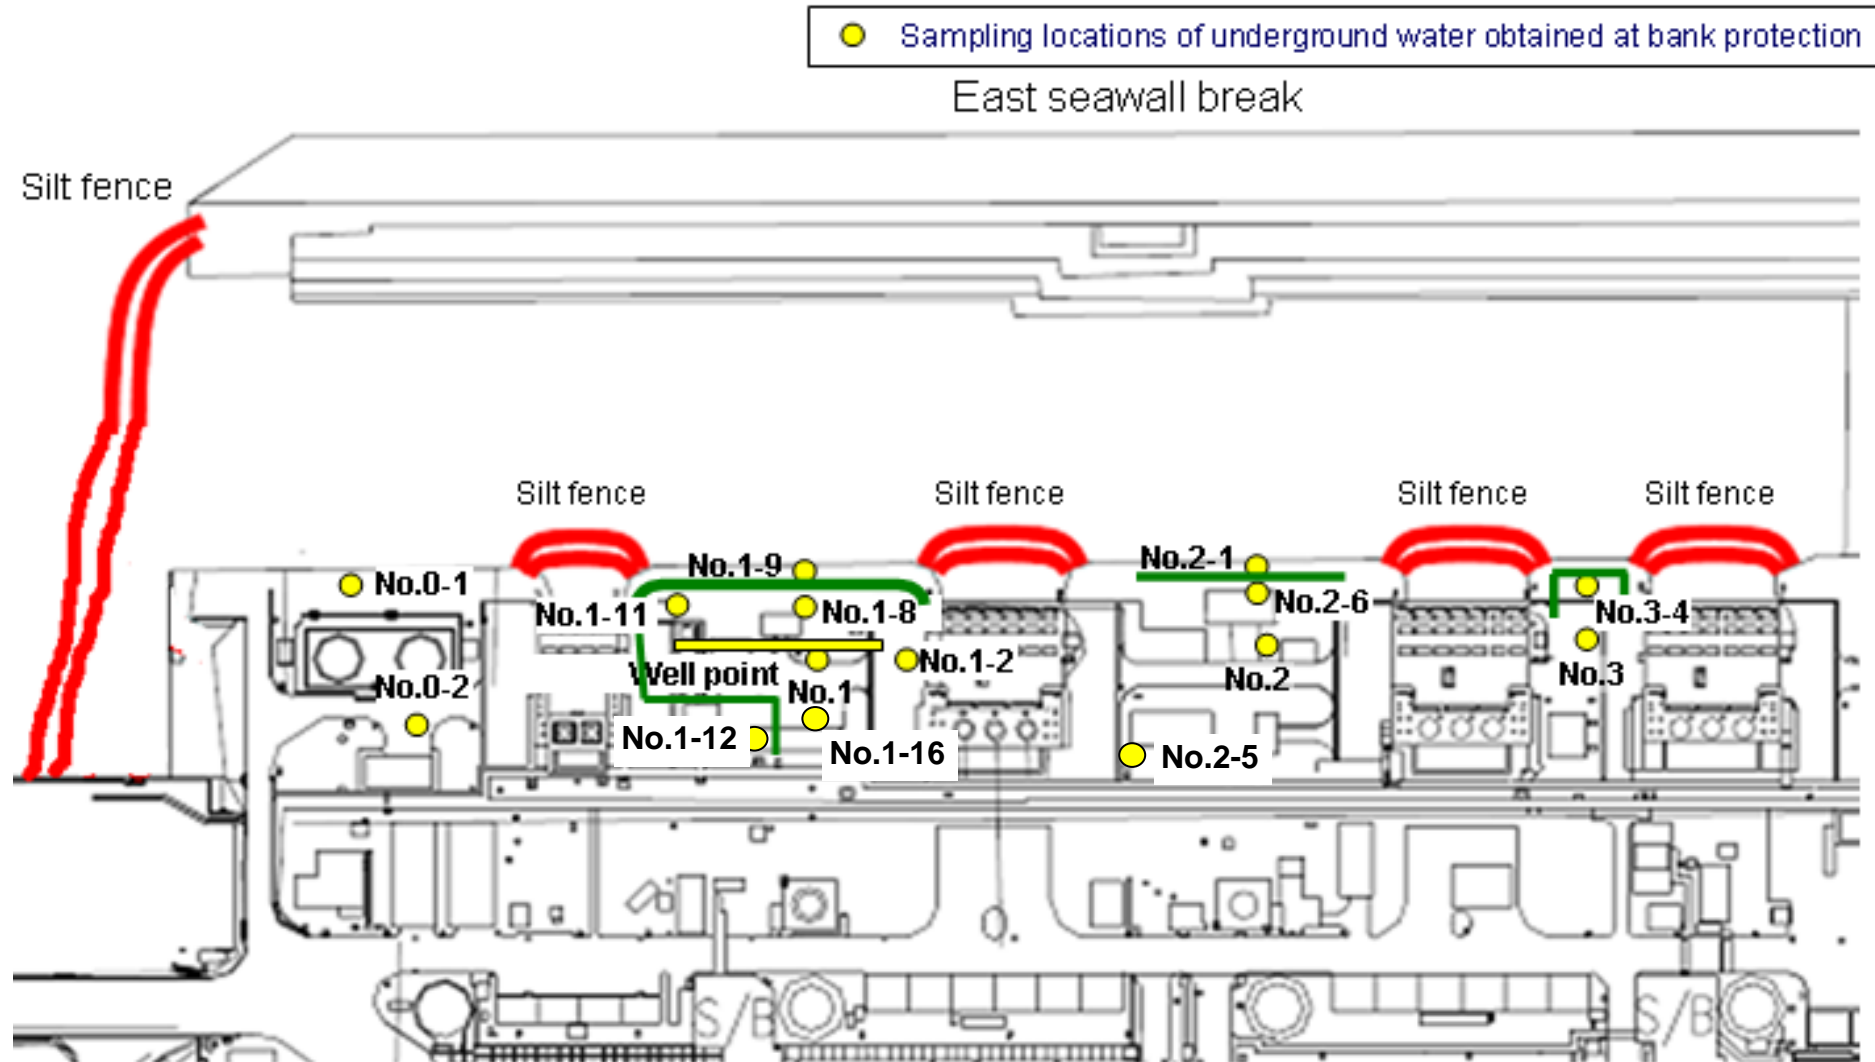 Sampling locations of underground water obtained at bank protection
East seawall break
Silt fence
Silt fence
Silt fence
Silt fence
Silt fence
No.1-9
No.2-1
No.0-1
No.1-11
No.1-8
No.2-6
No.3-4
Well point
No.1-2
No.0-2
No.1
No.2
No.3
No.1-12
No.1-16
No.2-5
S/B
S/B